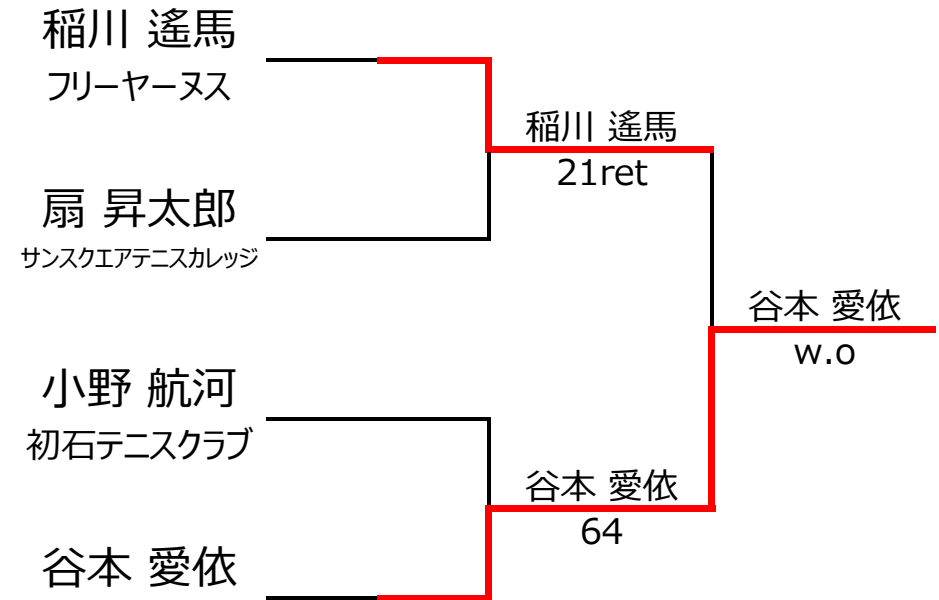 稲川 遙馬
フリーヤーヌス
稲川 遙馬
21ret
扇 昇太郎
サンスクエアテニスカレッジ
谷本 愛依
w.o
小野 航河
初石テニスクラブ
谷本 愛依
64
谷本 愛依